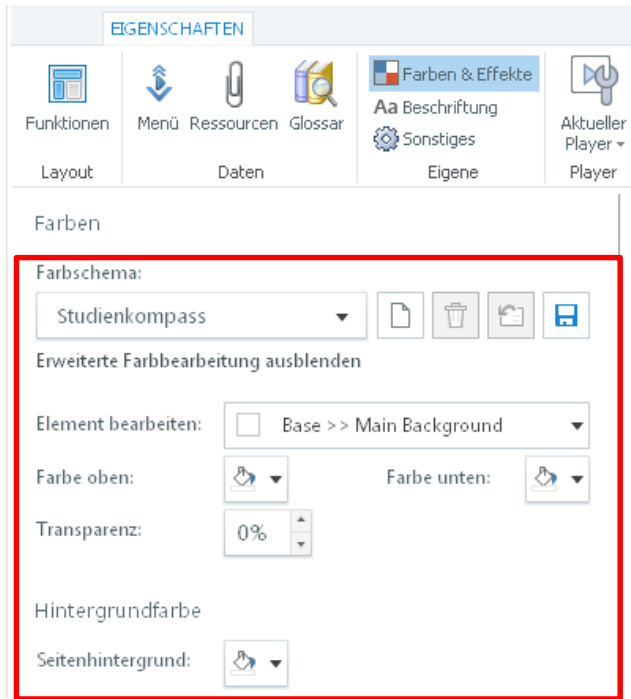 EIGENSCHAFTEN
Funktionen
Menü Ressourcen Glossar
Farben & Effekte
Aa Beschriftung
Sonstiges
Aktueller
Player
Layout Daten Eigene Player
Farben
Farbschema:
Studienkompass
Erweiterte Farbbearbeitung ausblenden
Element bearbeiten: Base >> Main Background
Farbe oben: Farbe unten:
Transparenz: 0%
Hintergrundfarbe
Seitenhintergrund: